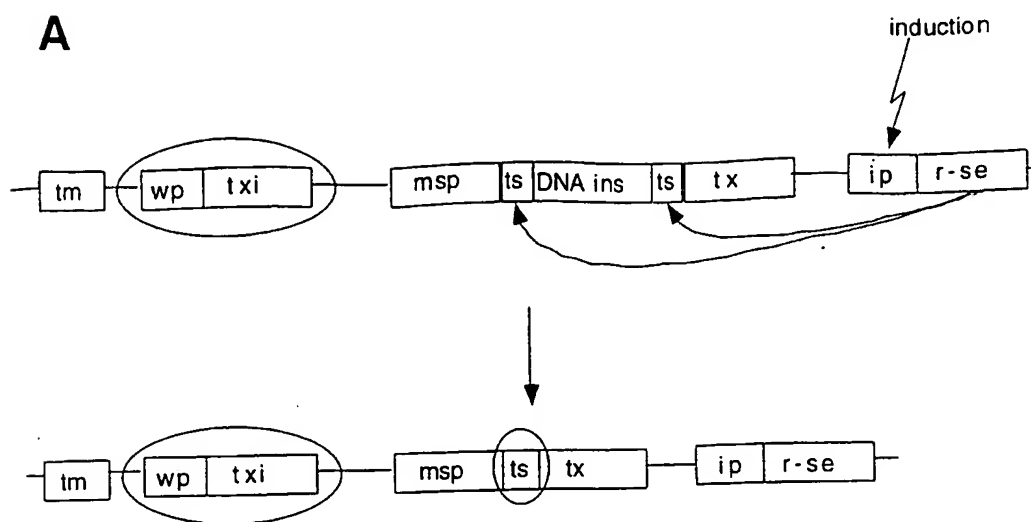 A
induction
tm wp txi msp ts DNA ins ts tx ip r-se
tm wp txi msp ts tx ip r-se